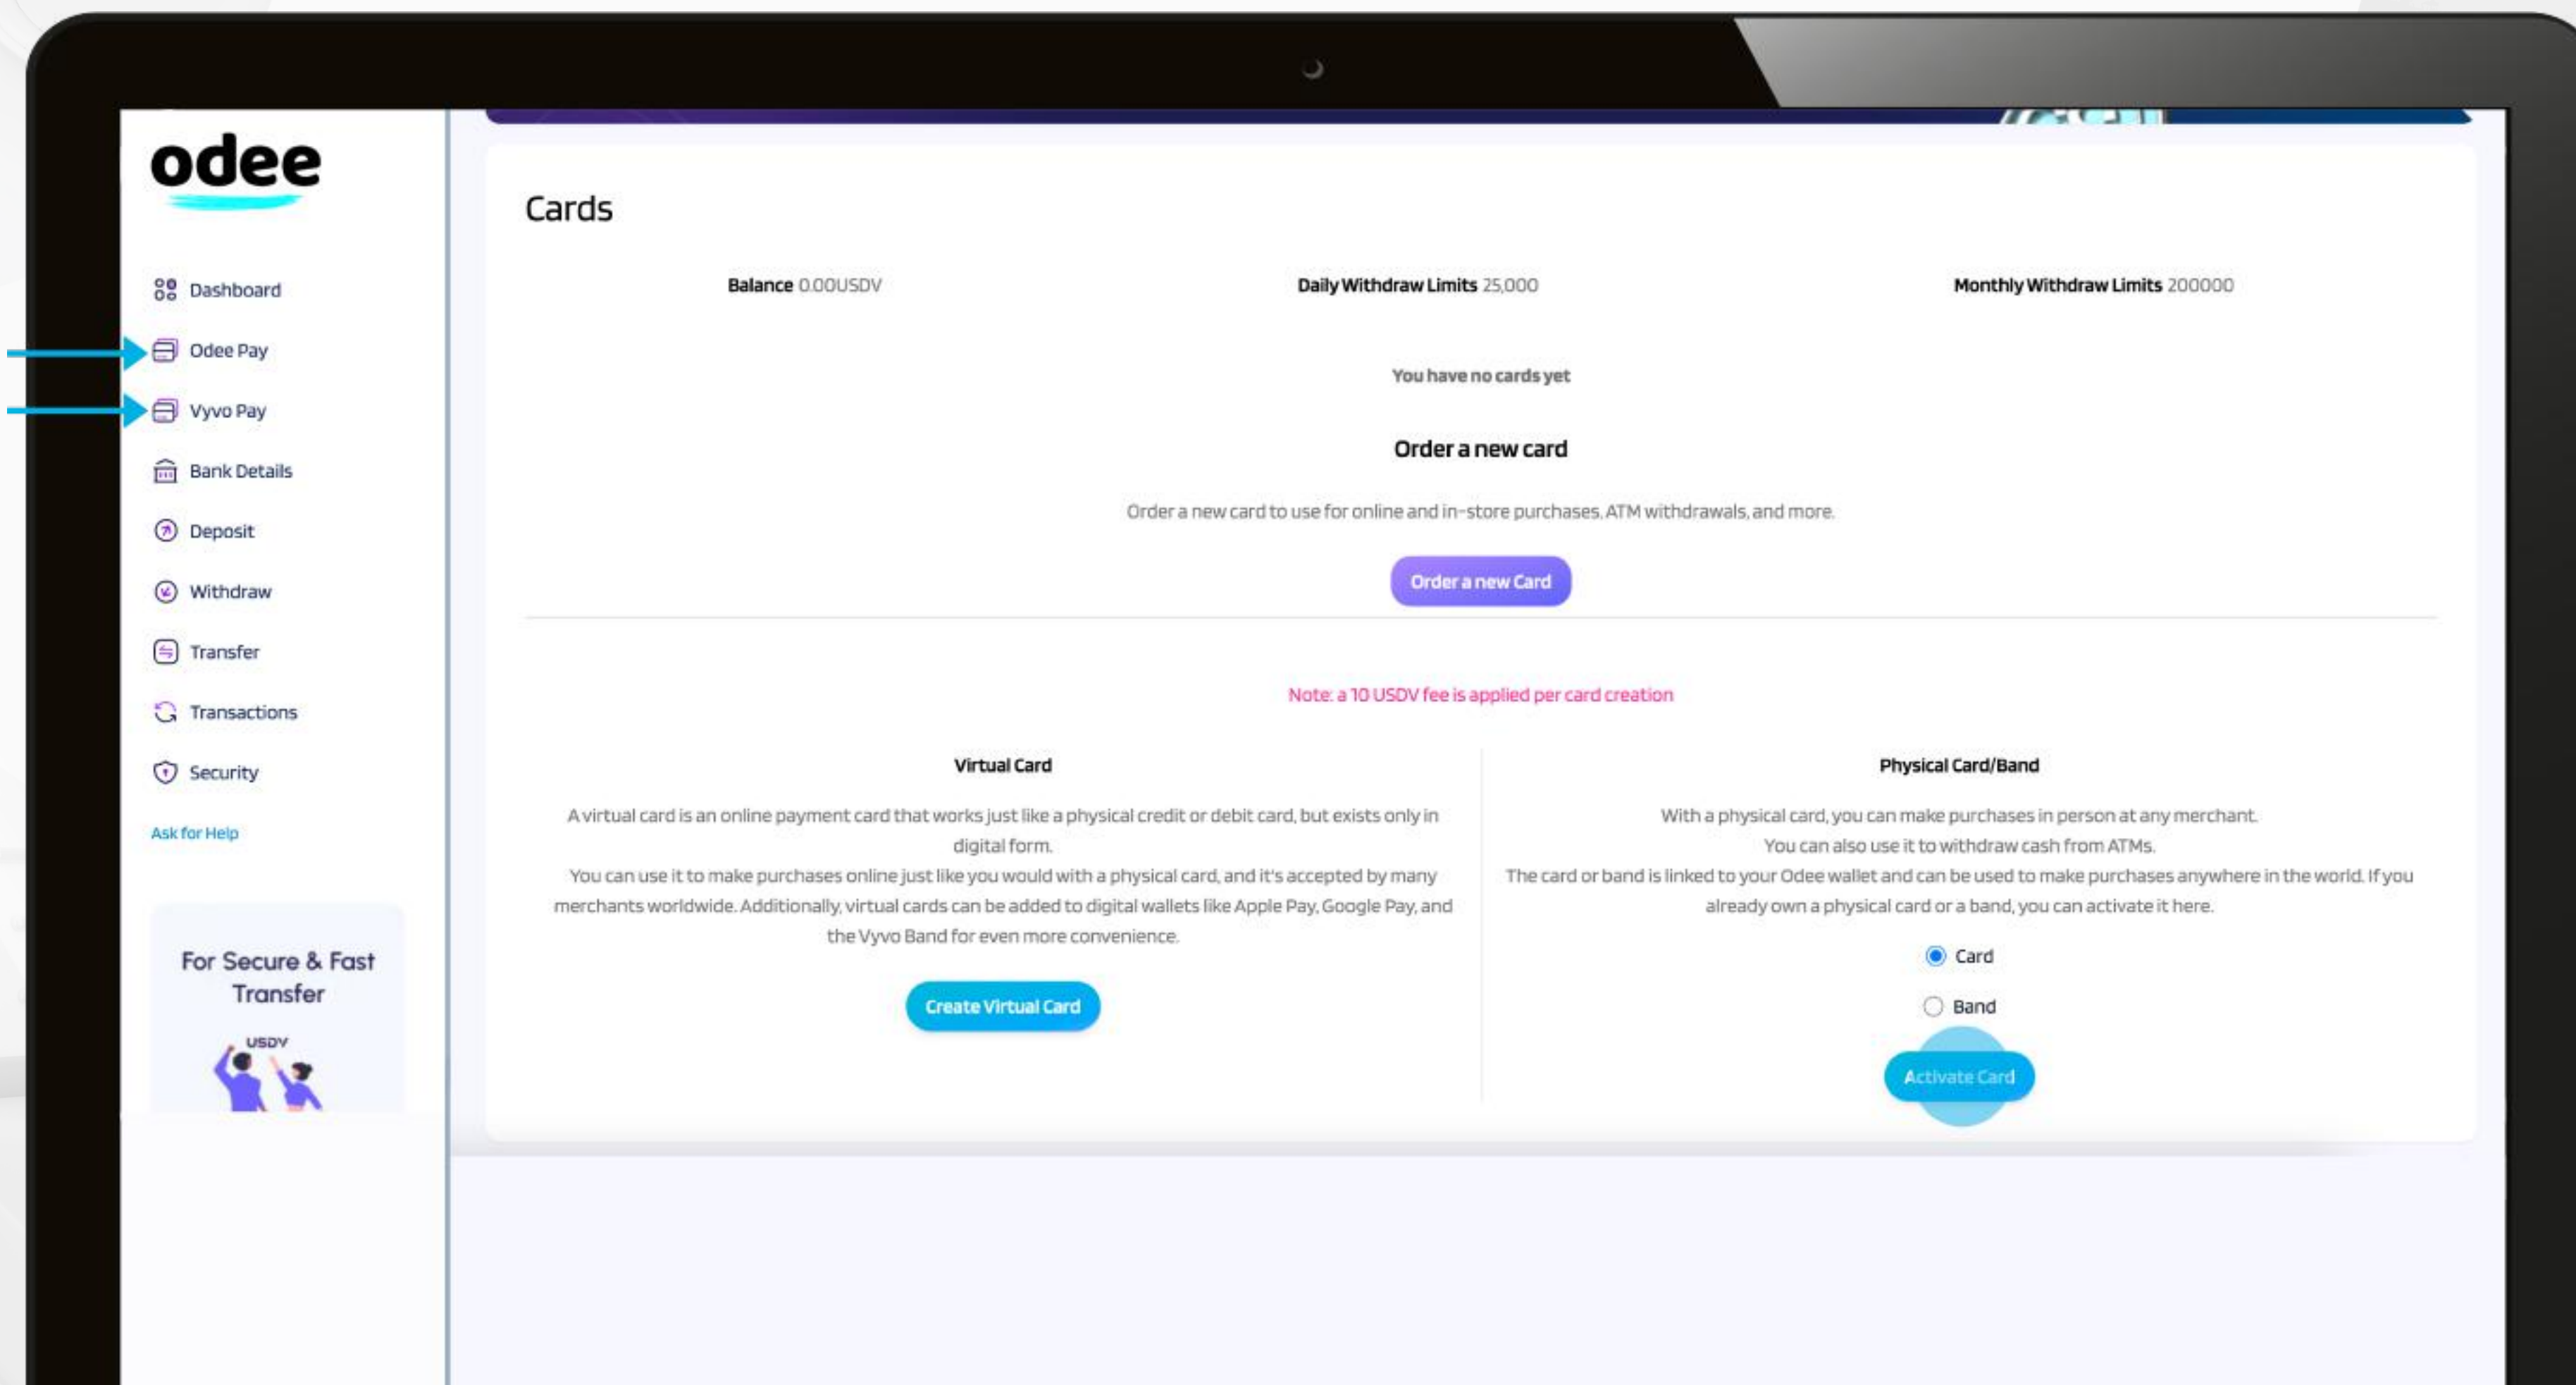 odee
Dashboard
Odee Pay
Vyvo Pay
Bank Details
Deposit
Withdraw
Transfer
Transactions
Security
Ask for Help
For Secure & Fast
Transfer
USDV
Cards
Balance 0.00USDV
Daily Withdraw Limits 25,000
Monthly Withdraw Limits 200000
You have no cards yet
Order a new card
Order a new card to use for online and in-store purchases, ATM withdrawals, and more.
Order a new Card
Note: a 10 USDV fee is applied per card creation
Virtual Card
A virtual card is an online payment card that works just like a physical credit or debit card, but exists only in
digital form.
You can use it to make purchases online just like you would with a physical card, and it's accepted by many
merchants worldwide. Additionally, virtual cards can be added to digital wallets like Apple Pay, Google Pay, and
the Vyvo Band for even more convenience.
Create Virtual Card
Physical Card/Band
With a physical card, you can make purchases in person at any merchant.
You can also use it to withdraw cash from ATMs.
The card or band is linked to your Odee wallet and can be used to make purchases anywhere in the world. If you
already own a physical card or a band, you can activate it here.
Card
Band
Activate Card